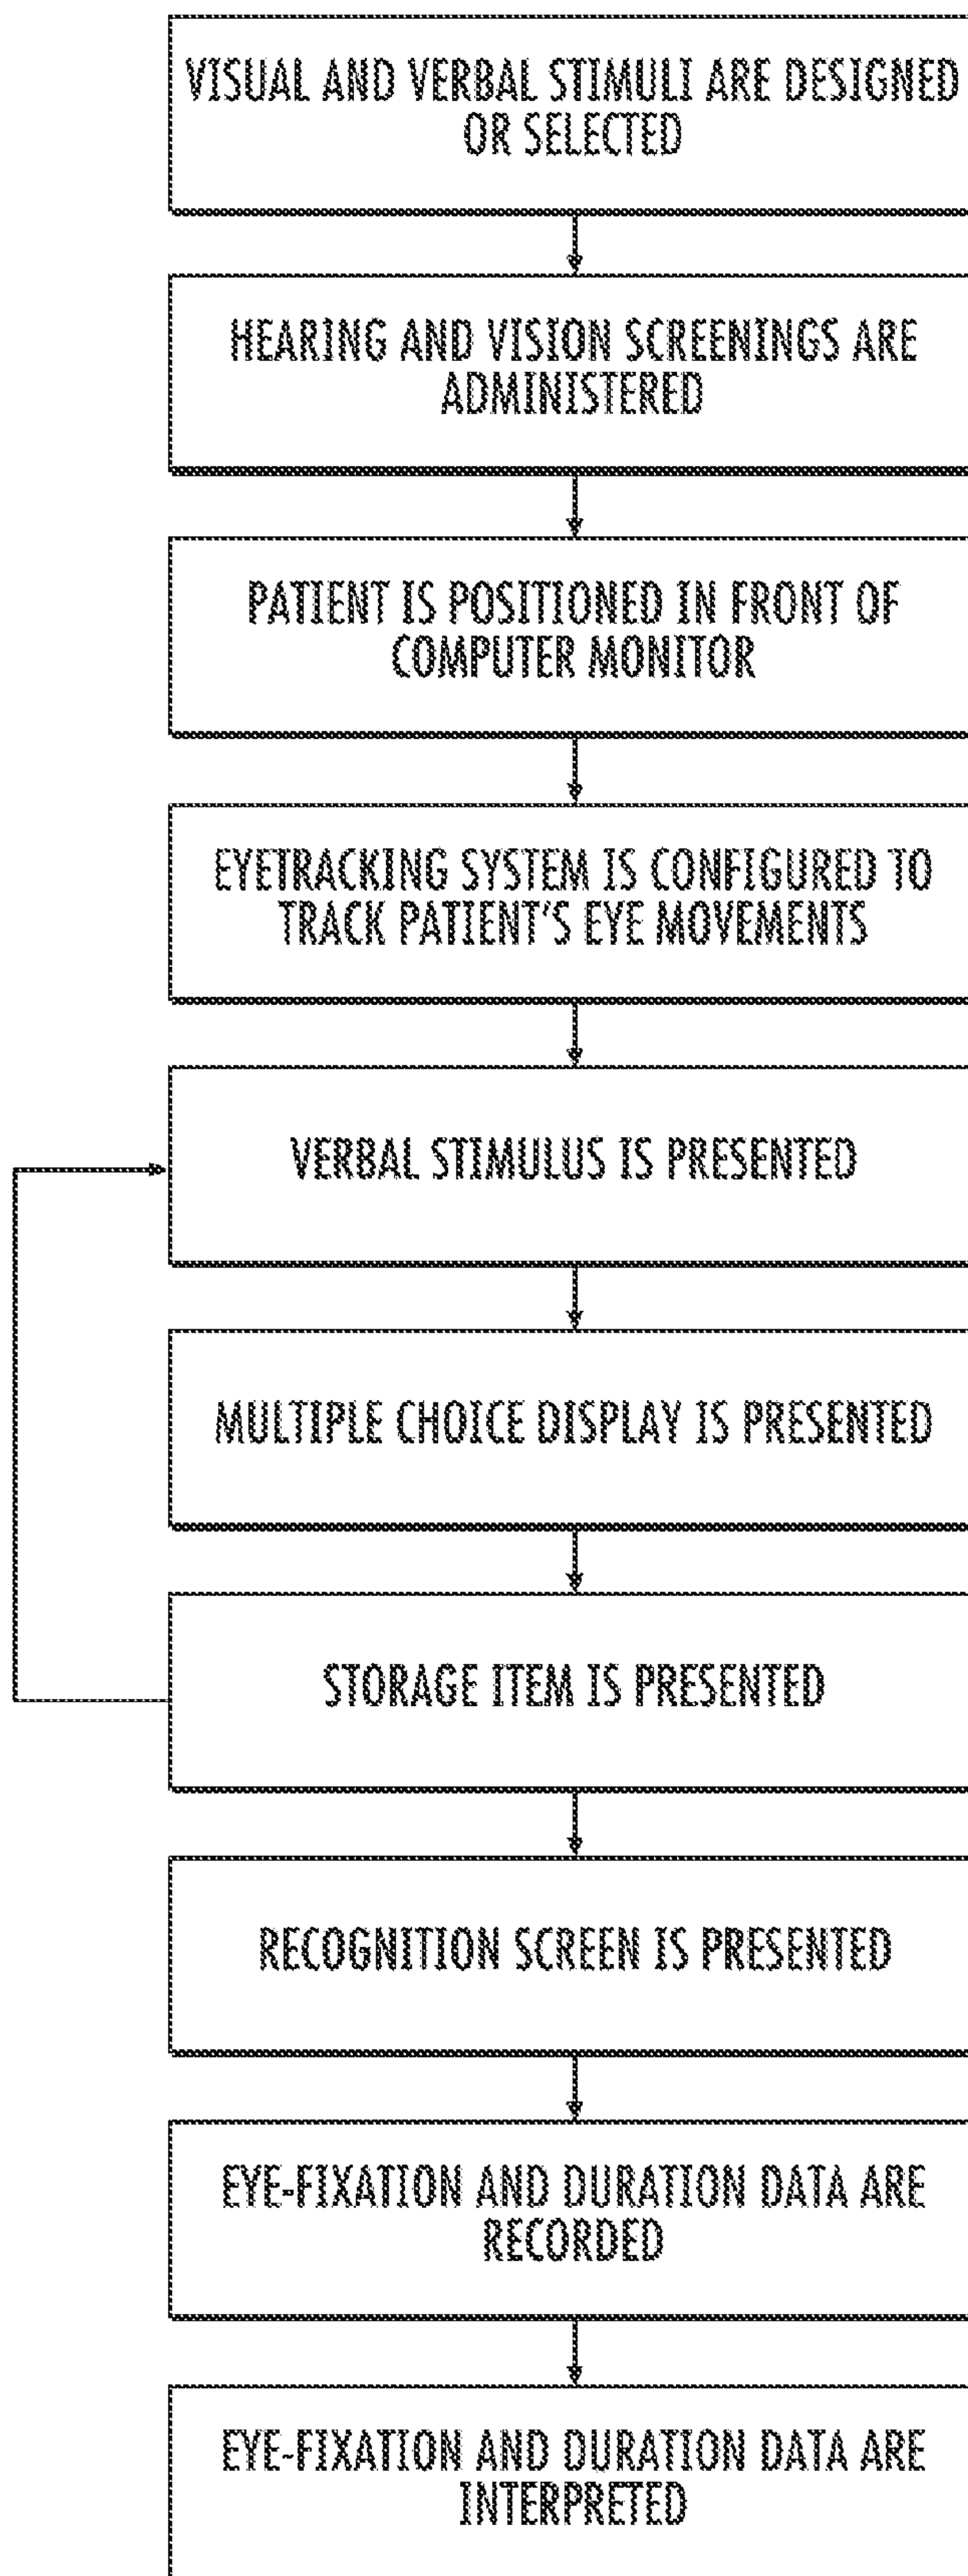 VISUAL AND VERBAL STIMULI ARE DESIGNED
OR SELECTED
HEARING AND VISION SCREENINGS ARE
ADMINISTERED
PATIENT IS POSITIONED IN FRONT OF
COMPUTER MONITOR
EYETRACKING SYSTEM IS CONFIGURED TO
TRACK PATIENT'S EYE MOVEMENTS
VERBAL STIMULUS IS PRESENTED
MULTIPLE CHOICE DISPLAY IS PRESENTED
STORAGE ITEM IS PRESENTED
RECOGNITION SCREEN IS PRESENTED
EYE-FIXATION AND DURATION DATA ARE
RECORDED
EYE-FIXATION AND DURATION DATA ARE
INTERPRETED